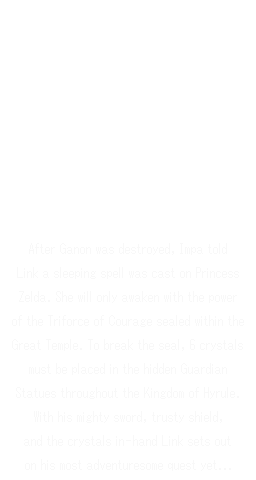 After Ganon was destroyed, Impa told
Link a sleeping spell was cast on Princess
Zelda. She will only awaken with the power
of the Triforce of Courage sealed within the
Great Temple. To break the seal, 6 crystals
must be placed in the hidden Guardian
Statues throughout the kingdom of Hyrule.
With his mighty sword, trusty shield,
and the crystals in-hand Link sets out
on his most adventuresome quest yet...